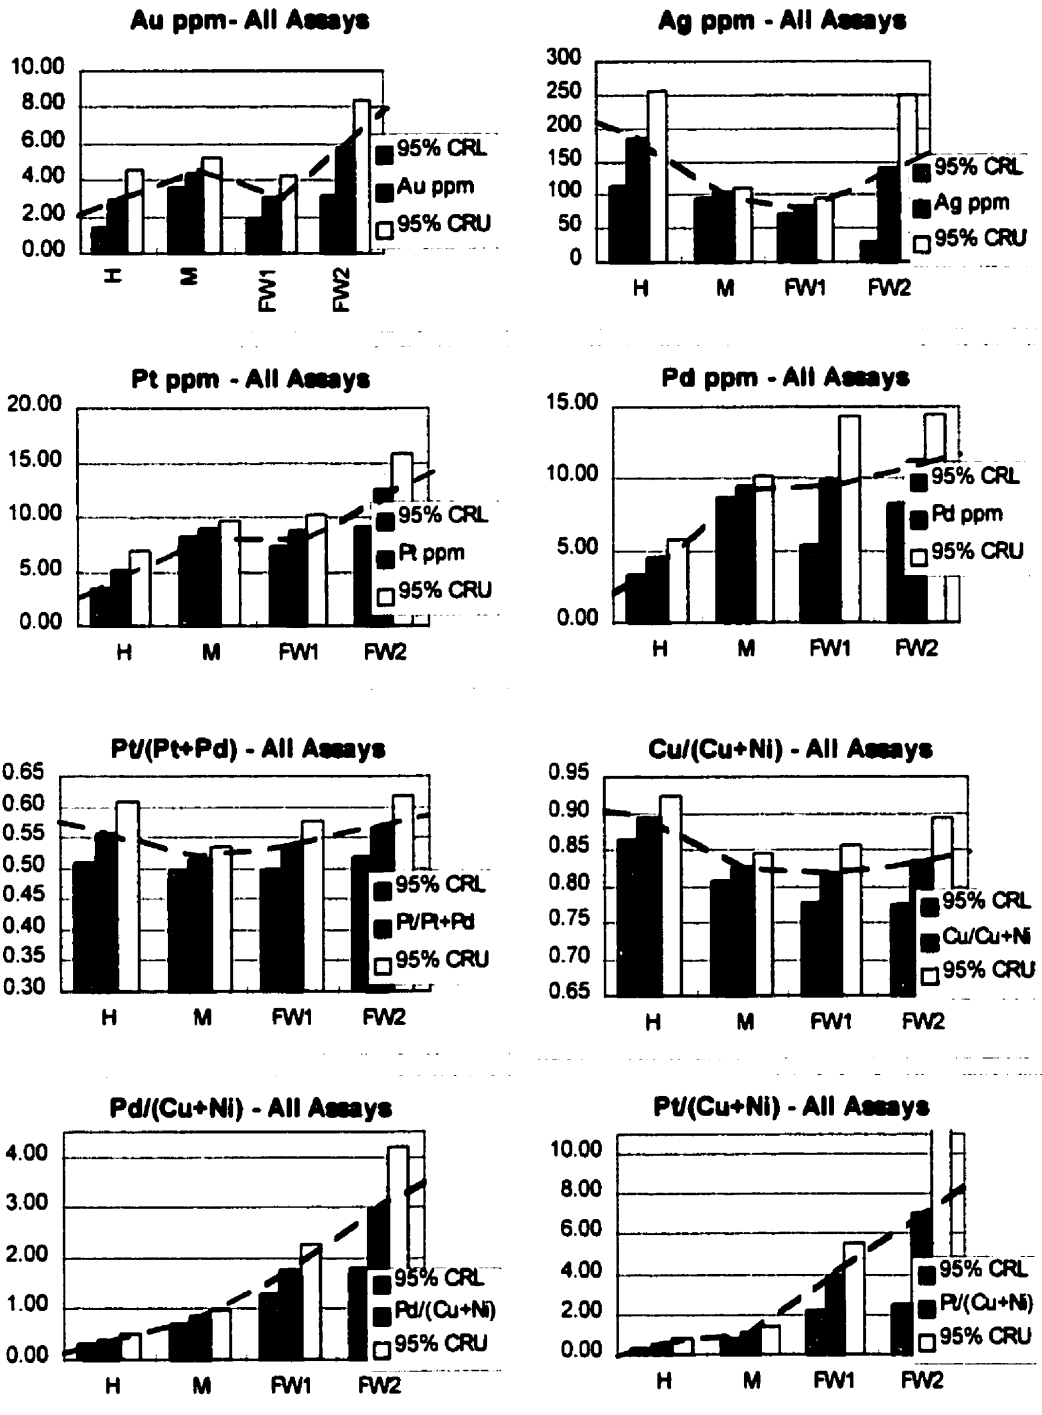 Au ppm- All Assays
10.00
8.00
6.00
4.00
2.00
0.00
H
M
FW1
FW2
95% CRL
Au ppm
95% CRU
Ag ppm - All Assays
300
250
200
150
100
50
0
H
M
FW1
FW2
95% CRL
Ag ppm
95% CRU
Pt ppm - All Assays
20.00
15.00
10.00
5.00
0.00
H
M
FW1
FW2
95% CRL
Pt ppm
95% CRU
Pd ppm - All Assays
15.00
10.00
5.00
0.00
H
M
FW1
FW2
95% CRL
Pd ppm
95% CRU
Pt/(Pt+Pd) - All Assays
0.65
0.60
0.55
0.50
0.45
0.40
0.35
0.30
H
M
FW1
FW2
95% CRL
Pt/Pt+Pd
95% CRU
Cu/(Cu+Ni) - All Assays
0.95
0.90
0.85
0.80
0.75
0.70
0.65
H
M
FW1
FW2
95% CRL
Cu/Cu+Ni
95% CRU
Pd/(Cu+Ni) - All Assays
4.00
3.00
2.00
1.00
0.00
H
M
FW1
FW2
95% CRL
Pd/(Cu+Ni)
95% CRU
Pt/(Cu+Ni) - All Assays
10.00
8.00
6.00
4.00
2.00
0.00
H
M
FW1
FW2
95% CRL
Pt/(Cu+Ni)
95% CRU